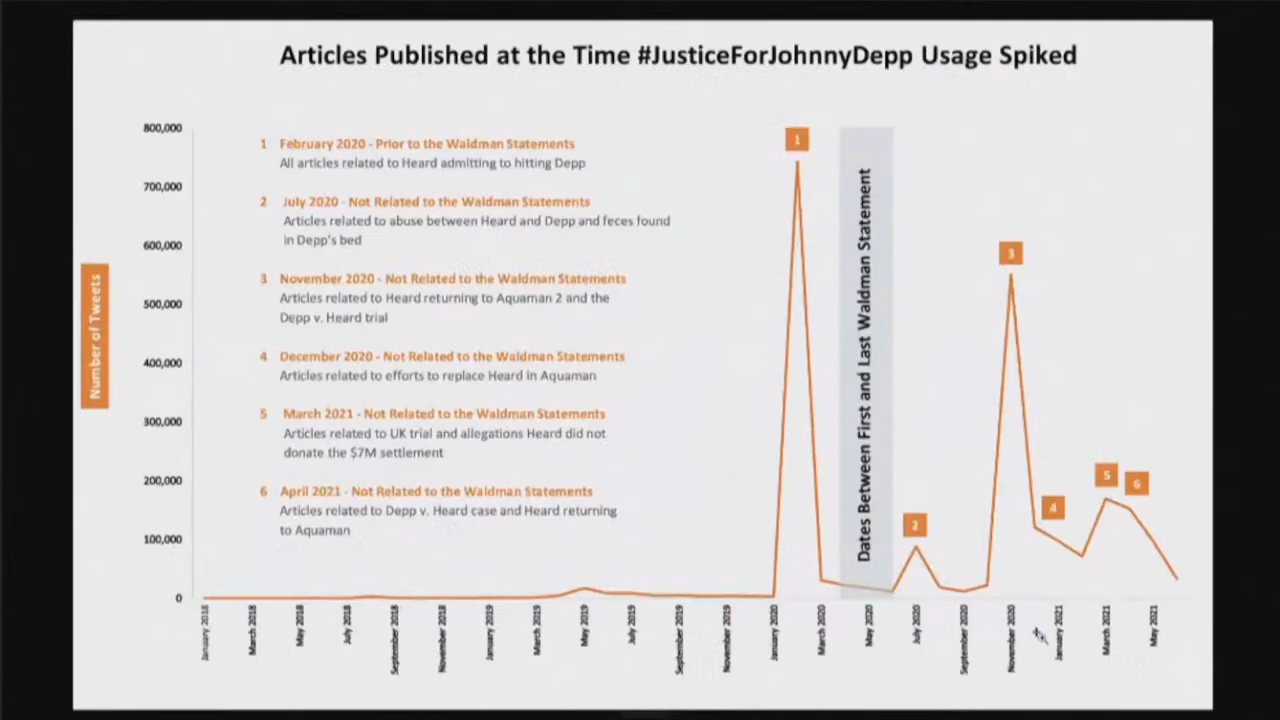 Articles Published at the Time #JusticeForJohnnyDepp Usage Spiked
Number of Tweets
800,000
700,000
600,000
500,000
400,000
300,000
200,000
100,000
0
1 February 2020 - Prior to the Waldman Statements
All articles related to Heard admitting to hitting Depp
2 July 2020 - Not Related to the Waldman Statements
Articles related to abuse between Heard and Depp and feces found
in Depp's bed
3 November 2020 - Not Related to the Waldman Statements
Articles related to Heard returning to Aquaman 2 and the
Depp v. Heard trial
4 December 2020 - Not Related to the Waldman Statements
Articles related to efforts to replace Heard in Aquaman
5 March 2021 - Not Related to the Waldman Statements
Articles related to UK trial and allegations Heard did not
donate the $7M settlement
6 April 2021 - Not Related to the Waldman Statements
Articles related to Depp v. Heard case and Heard returning
to Aquaman
1
Dates Between First and Last Waldman Statement
2
3
4
5
6
January 2018
March 2018
May 2018
July 2018
September 2018
November 2018
January 2019
March 2019
May 2019
July 2019
September 2019
November 2019
January 2020
March 2020
May 2020
July 2020
September 2020
November 2020
January 2021
March 2021
May 2021